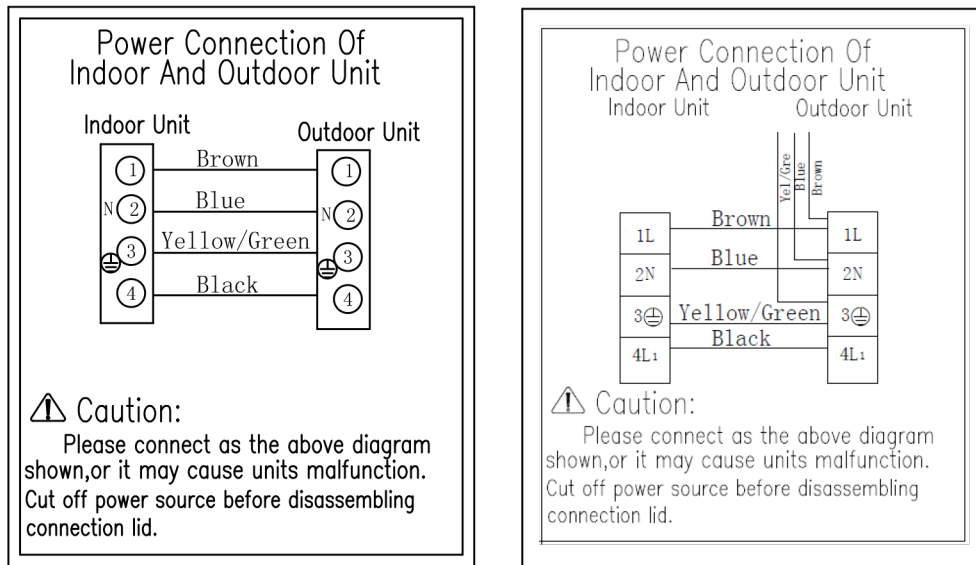 Power Connection Of
Indoor And Outdoor Unit
Indoor Unit
Outdoor Unit
1 Brown 1
N 2 Blue N 2
3 Yellow/Green 3
4 Black 4
Caution:
Please connect as the above diagram
shown,or it may cause units malfunction.
Cut off power source before disassembling
connection lid.
Power Connection Of
Indoor And Outdoor Unit
Indoor Unit Outdoor Unit
Yel/Gre
Blue
Brown
1L Brown 1L
2N Blue 2N
3 Yellow/Green 3
4L1 Black 4L1
Caution:
Please connect as the above diagram
shown,or it may cause units malfunction.
Cut off power source before disassembling
connection lid.